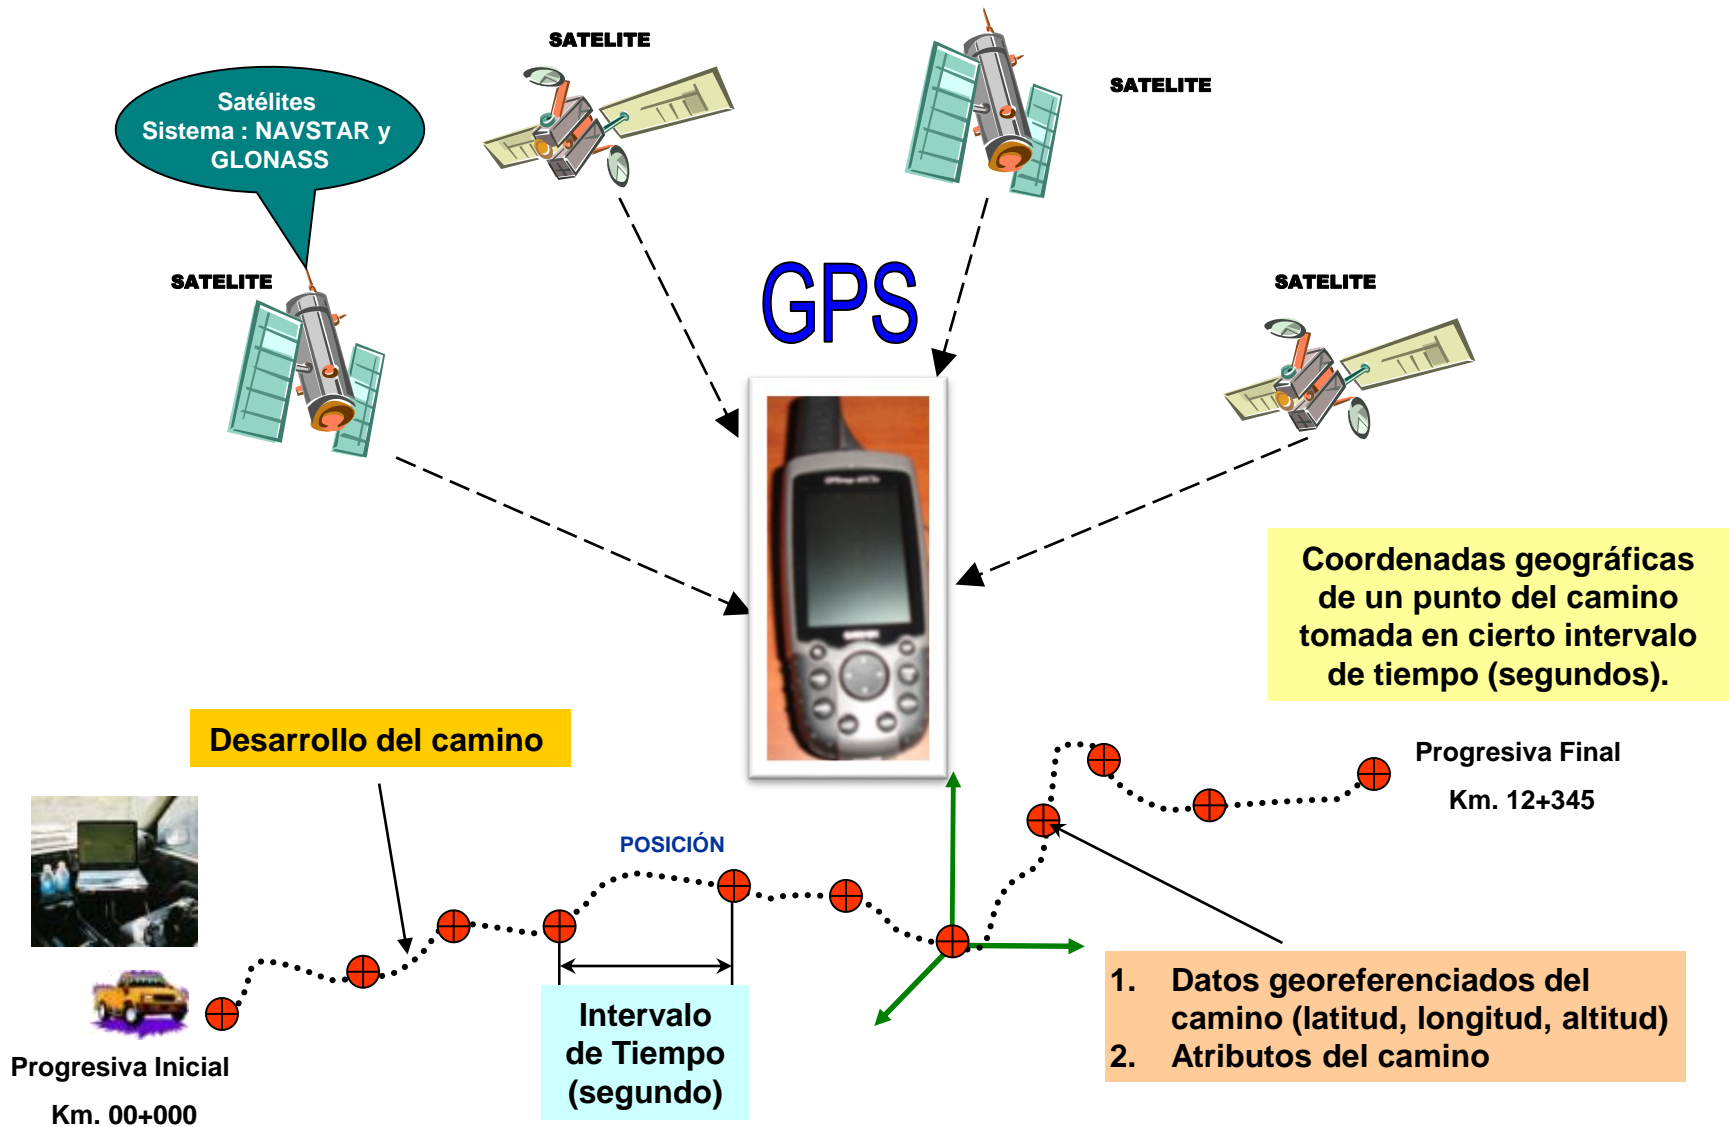 SATELITE
SATELITE
Satélites
Sistema : NAVSTAR y
GLONASS
SATELITE
GPS
SATELITE
Coordenadas geográficas
de un punto del camino
tomada en cierto intervalo
de tiempo (segundos).
Desarrollo del camino
Progresiva Final
Km. 12+345
POSICIÓN
1. Datos georeferenciados del
camino (latitud, longitud, altitud)
2. Atributos del camino
Intervalo
de Tiempo
(segundo)
Progresiva Inicial
Km. 00+000